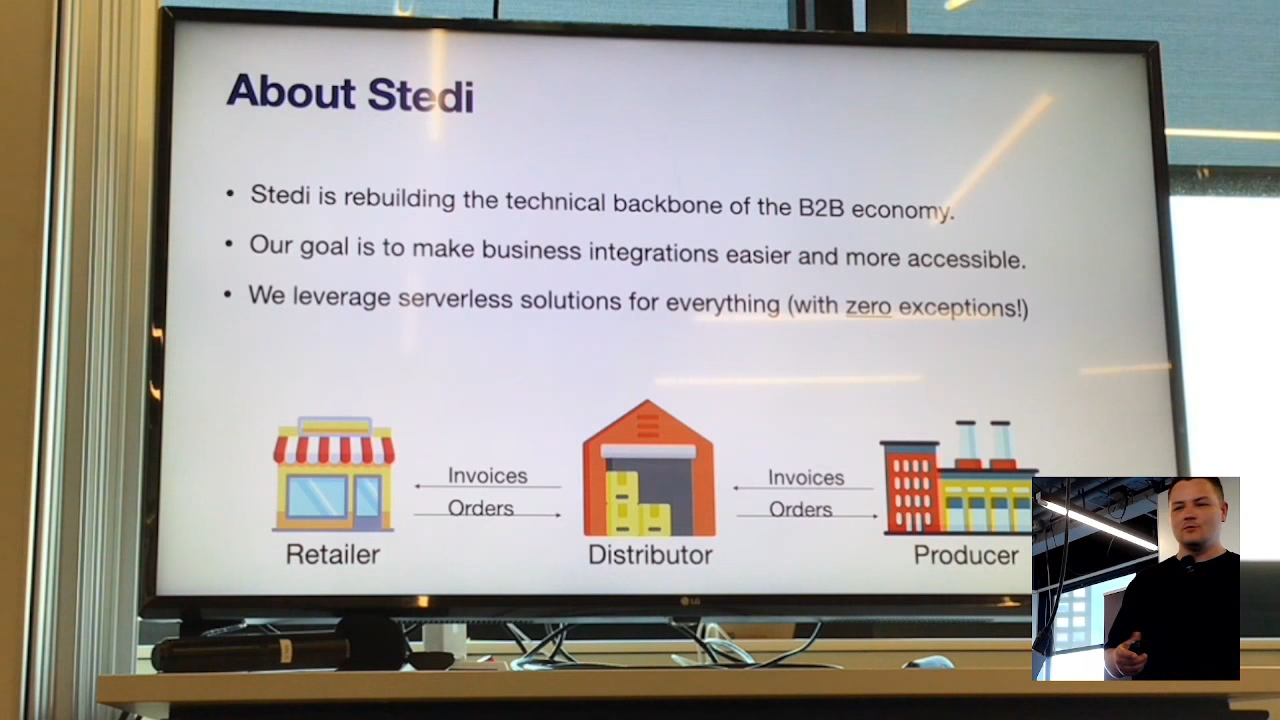 About Stedi
• Stedi is rebuilding the technical backbone of the B2B economy.
• Our goal is to make business integrations easier and more accessible.
• We leverage serverless solutions for everything (with zero exceptions!)
Invoices
Orders
Invoices
Orders
Retailer
Distributor
Producer
LG